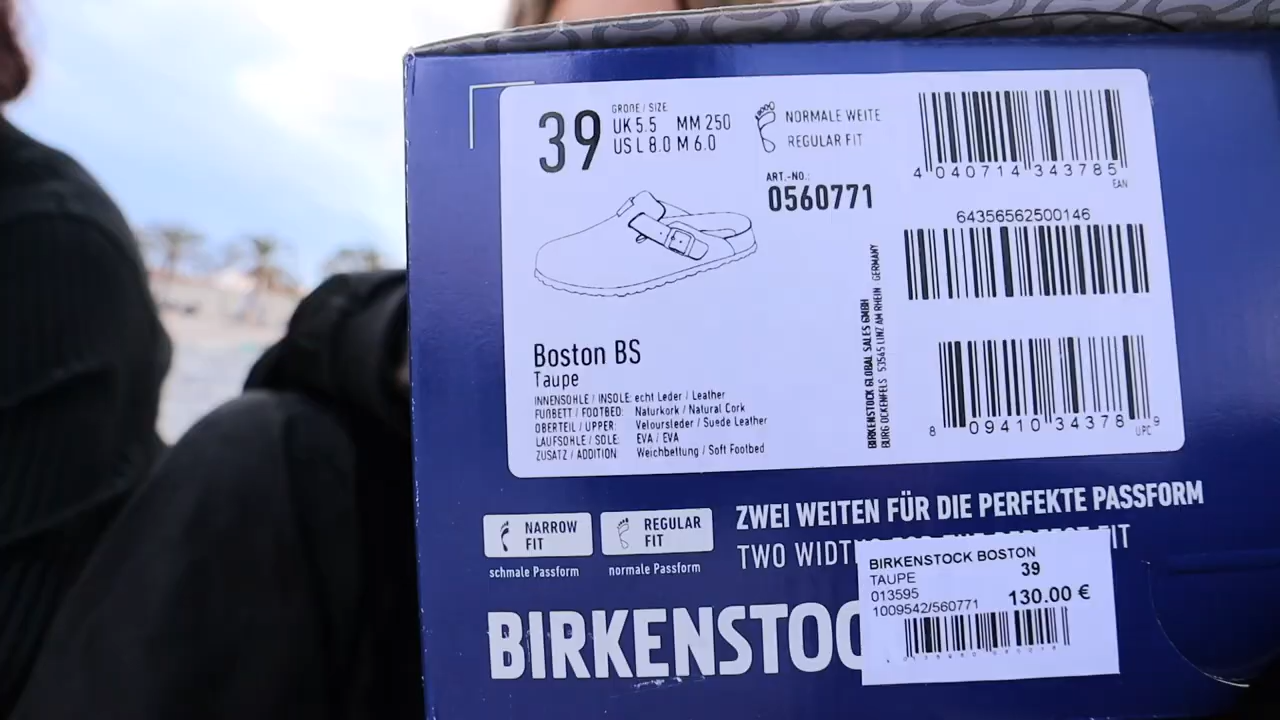 39
GRÖßE / SIZE
UK 5.5 MM 250
US L 8.0 M 6.0
NORMALE WEITE
REGULAR FIT
ART.-NO.:
0560771
4 040714 343785
EAN
64356562500146
8 09410 34378 9
UPC
BIRKENSTOCK GLOBAL SALES GMBH
BURG OCKENFELS 53545 LINZ AM RHEIN GERMANY
Boston BS
Taupe
INNENSOHLE / INSOLE: echt Leder / Leather
FUßBETT / FOOTBED: Naturkork / Natural Cork
OBERTEIL / UPPER: Veloursleder / Suede Leather
LAUFSOHLE / SOLE: EVA / EVA
ZUSATZ / ADDITION: Weichbettung / Soft Footbed
NARROW
FIT
schmale Passform
REGULAR
FIT
normale Passform
ZWEI WEITEN FÜR DIE PERFEKTE PASSFORM
TWO WIDT FIT
BIRKENSTOC
BIRKENSTOCK BOSTON
TAUPE 39
013595
1009542/560771 130.00 €